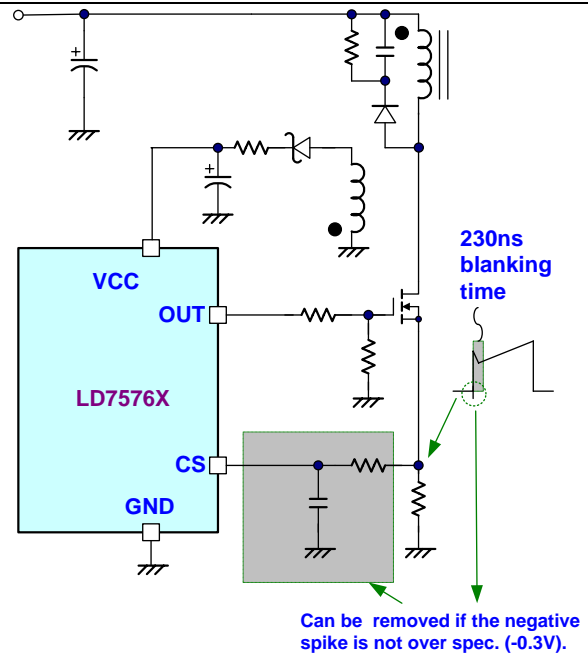 230ns
blanking
time
VCC
OUT
LD7576X
CS
GND
+
+
Can be removed if the negative
spike is not over spec. (-0.3V).